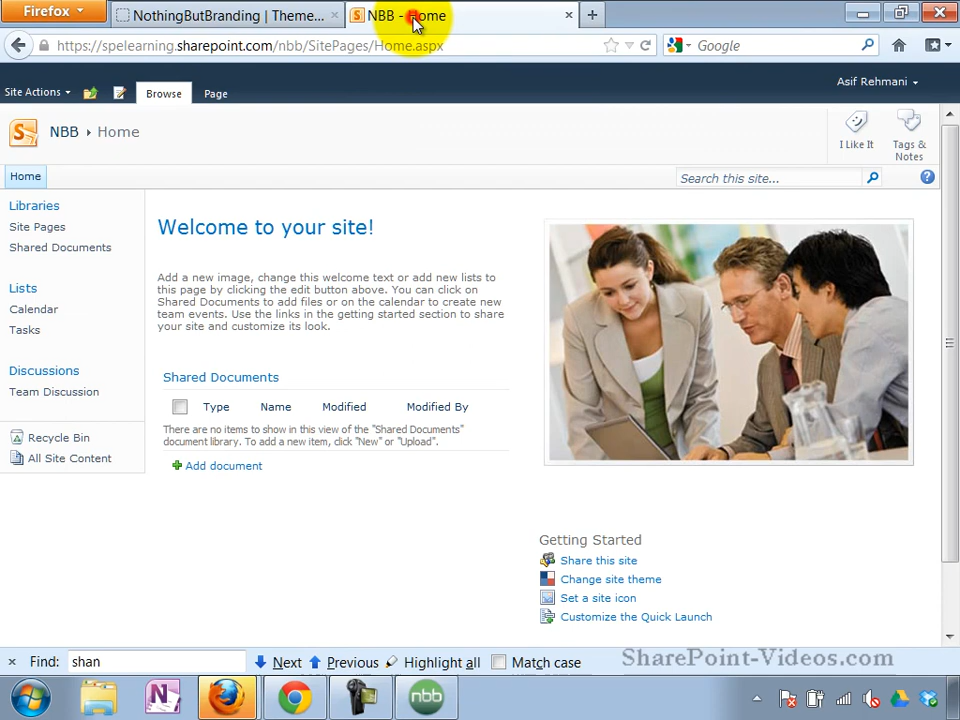 Firefox
NothingButBranding | Theme...
NBB - Home
https://spelearning.sharepoint.com/nbb/SitePages/Home.aspx
Google
Site Actions
Browse
Page
Asif Rehmani
NBB
Home
I Like It
Tags &
Notes
Home
Search this site...
Libraries
Site Pages
Shared Documents
Lists
Calendar
Tasks
Discussions
Team Discussion
Recycle Bin
All Site Content
Welcome to your site!
Add a new image, change this welcome text or add new lists to
this page by clicking the edit button above. You can click on
Shared Documents to add files or on the calendar to create new
team events. Use the links in the getting started section to share
your site and customize its look.
Shared Documents
Type Name Modified Modified By
There are no items to show in this view of the "Shared Documents"
document library. To add a new item, click "New" or "Upload".
Add document
Getting Started
Share this site
Change site theme
Set a site icon
Customize the Quick Launch
Find: shan Next Previous Highlight all Match case
SharePoint-Videos.com
nbb